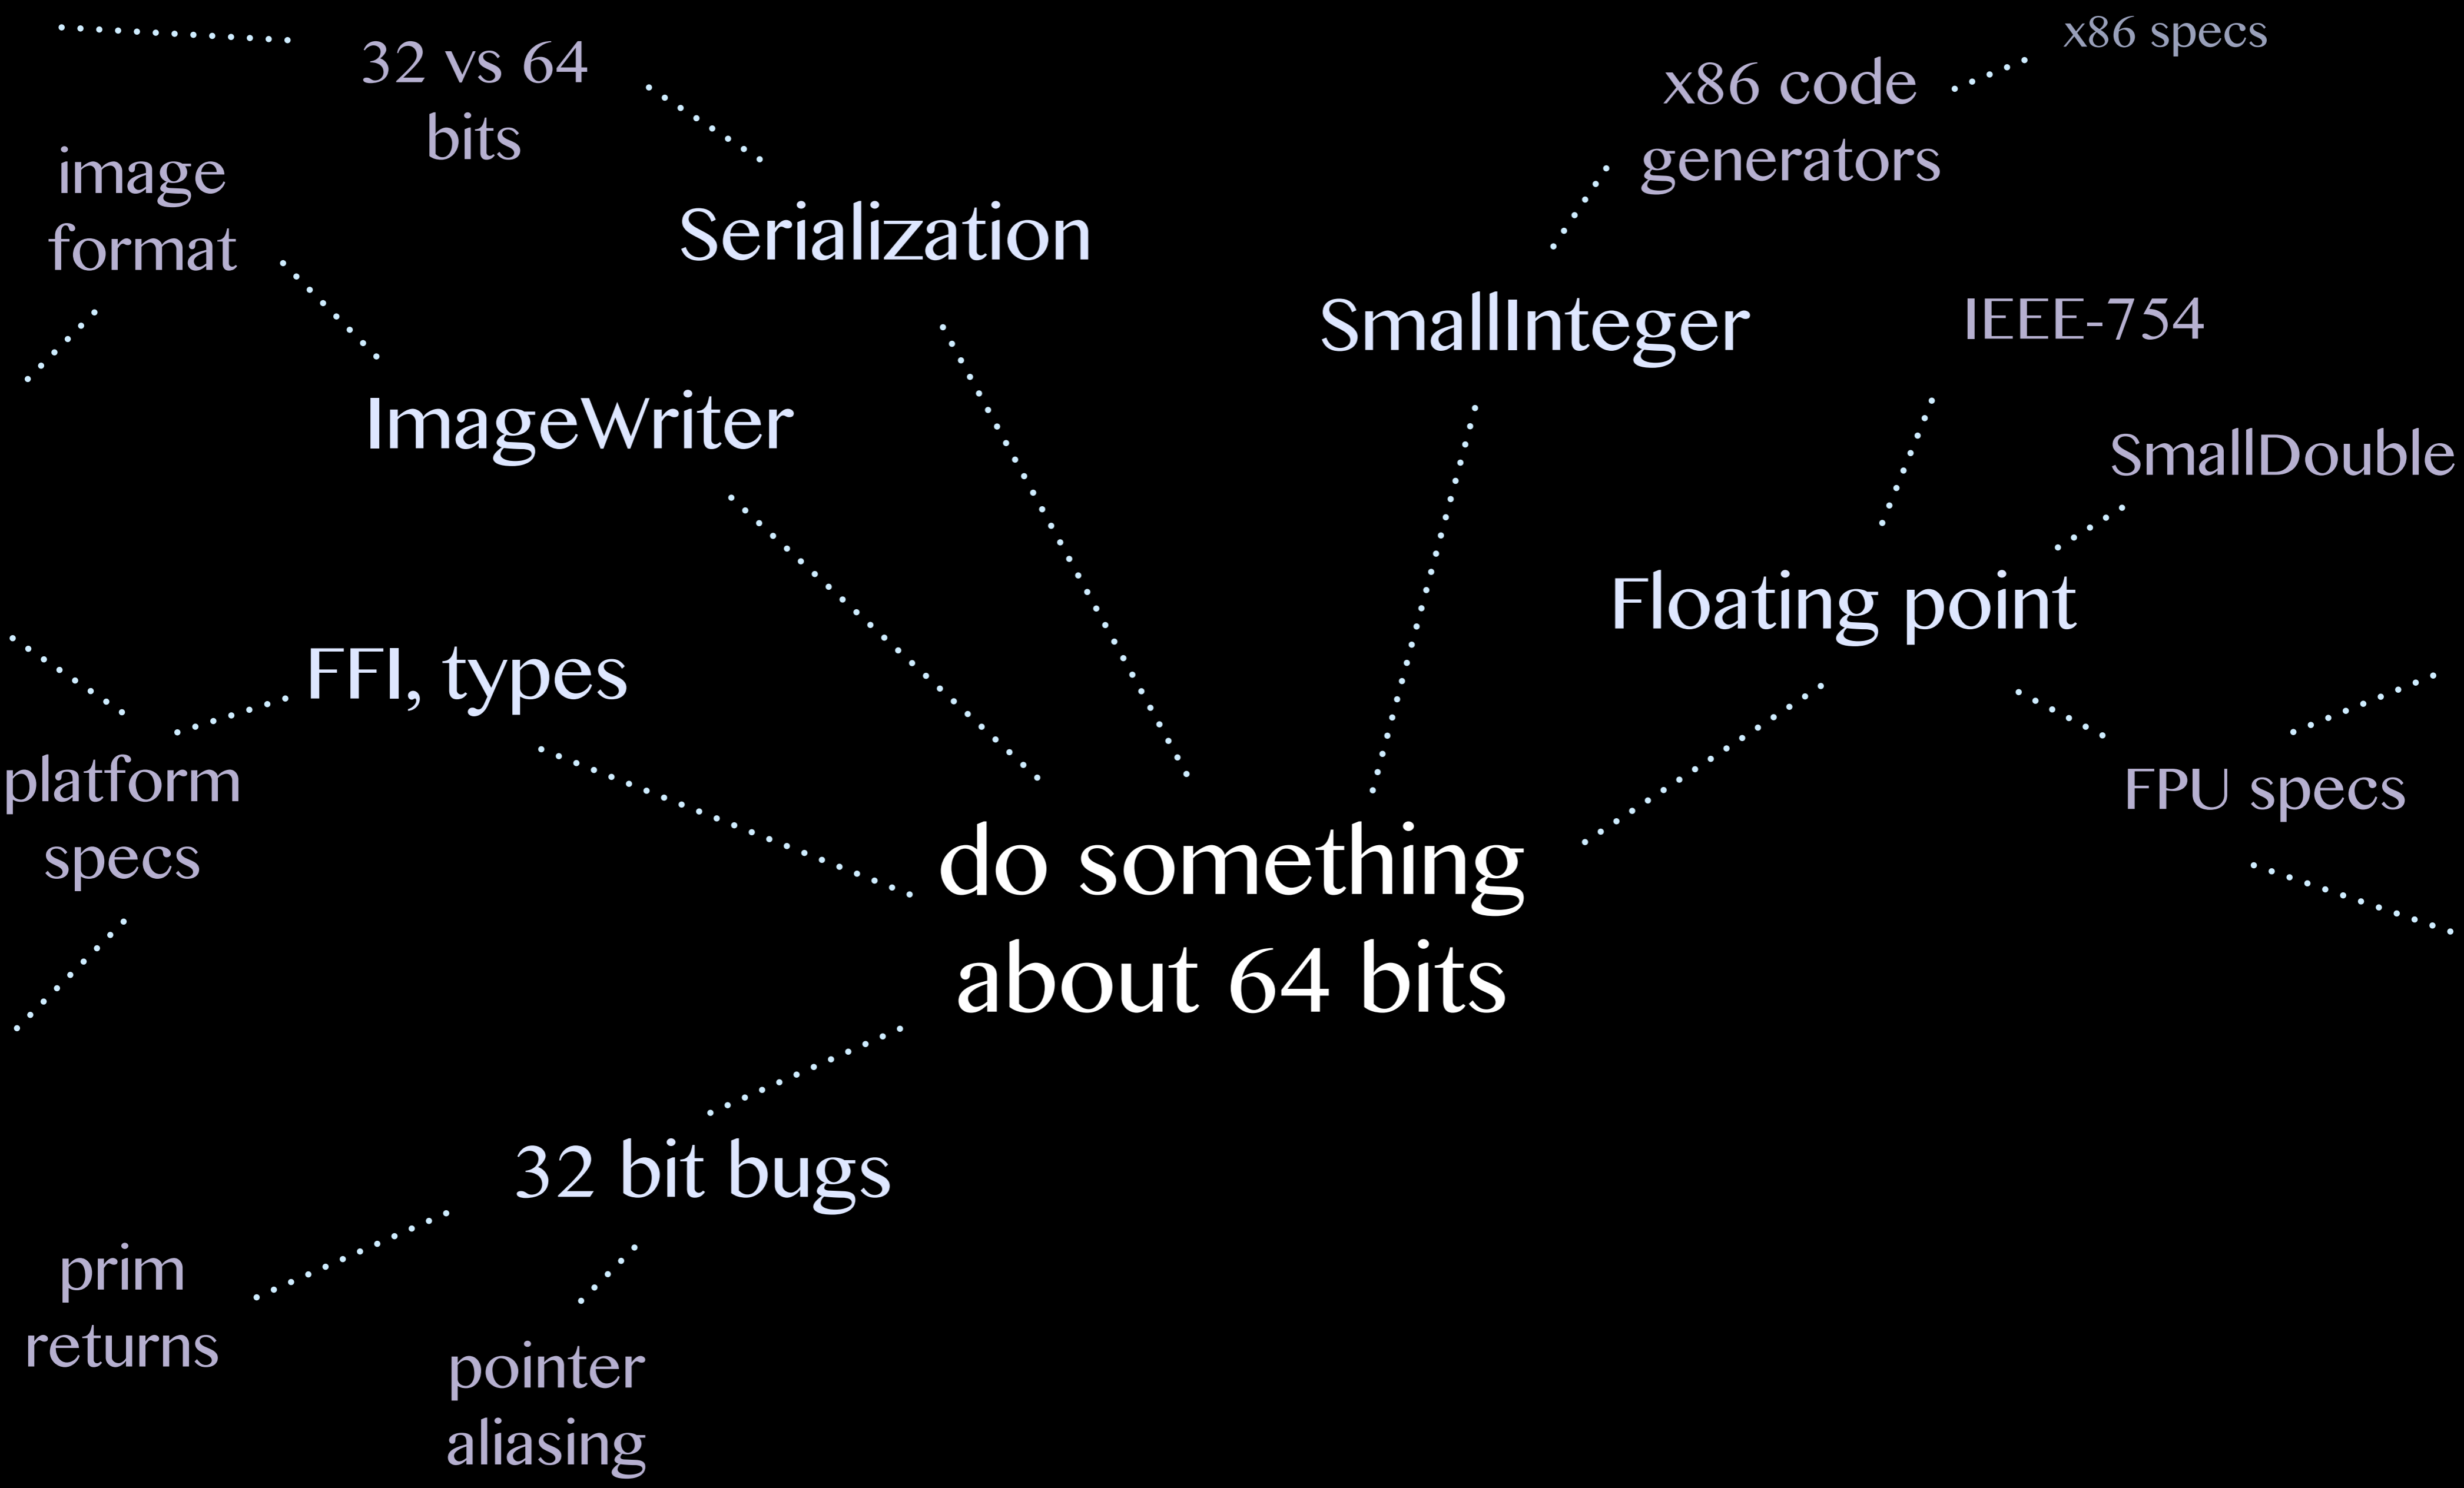 x86 specs
32 vs 64
bits
x86 code
generators
image
format
Serialization
SmallInteger
IEEE-754
ImageWriter
SmallDouble
Floating point
FFI, types
platform
specs
FPU specs
do something
about 64 bits
32 bit bugs
prim
returns
pointer
aliasing